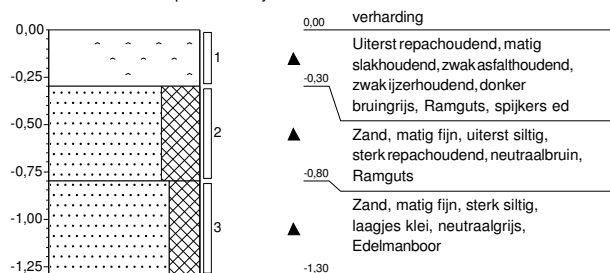 0,00
-0,25
-0,50
-0,75
-1,00
-1,25
1
2
3
0,00
verharding
Uiterst repachoudend, matig
slakhoudend, zwak asfalthoudend,
zwak ijzerhoudend, donker
bruingrijs, Ramguts, spijkers ed
-0,30
Zand, matig fijn, uiterst siltig,
sterk repachoudend, neutraalbruin,
Ramguts
-0,80
Zand, matig fijn, sterk siltig,
laagjes klei, neutraalgrijs,
Edelmanboor
-1,30